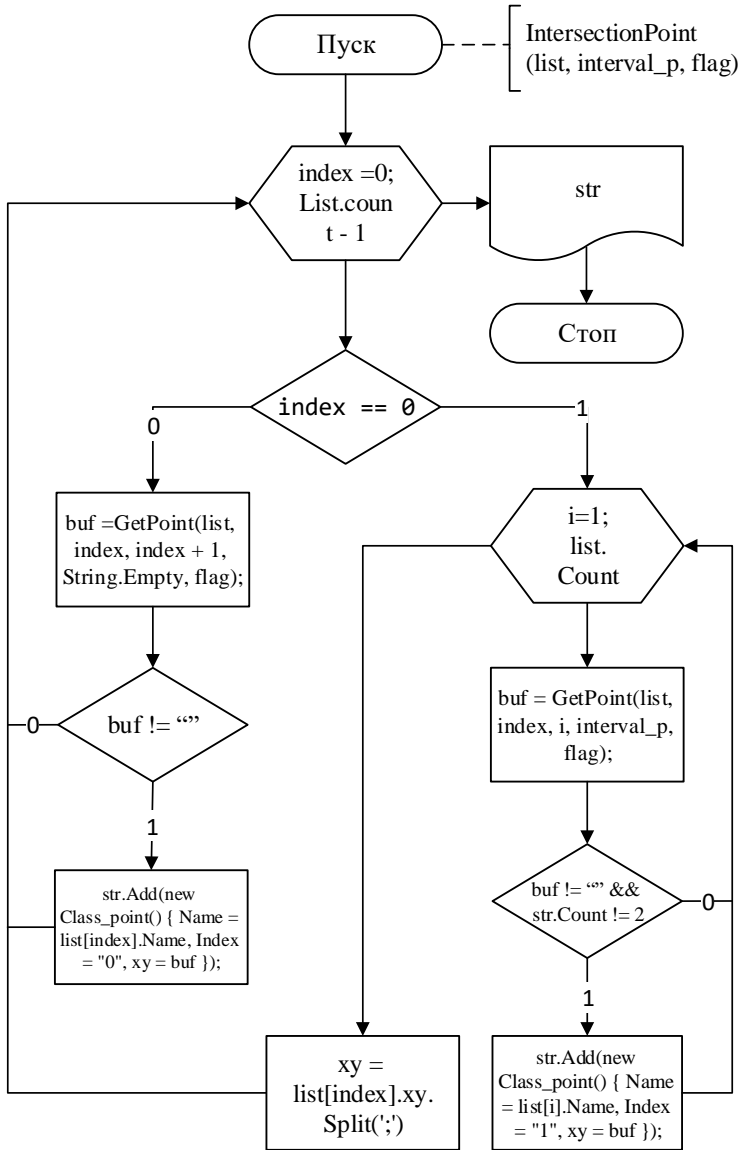 Пуск
IntersectionPoint
(list, interval_p, flag)
index =0;
List.coun
t - 1
str
Стоп
index == 0
0
1
buf =GetPoint(list,
index, index + 1,
String.Empty, flag);
i=1;
list.
Count
buf != “”
0
1
buf = GetPoint(list,
index, i, interval_p,
flag);
str.Add(new
Class_point() { Name =
list[index].Name, Index
= "0", xy = buf });
buf != “” &&
str.Count != 2
0
1
xy =
list[index].xy.
Split(';')
str.Add(new
Class_point() { Name
= list[i].Name, Index
= "1", xy = buf });